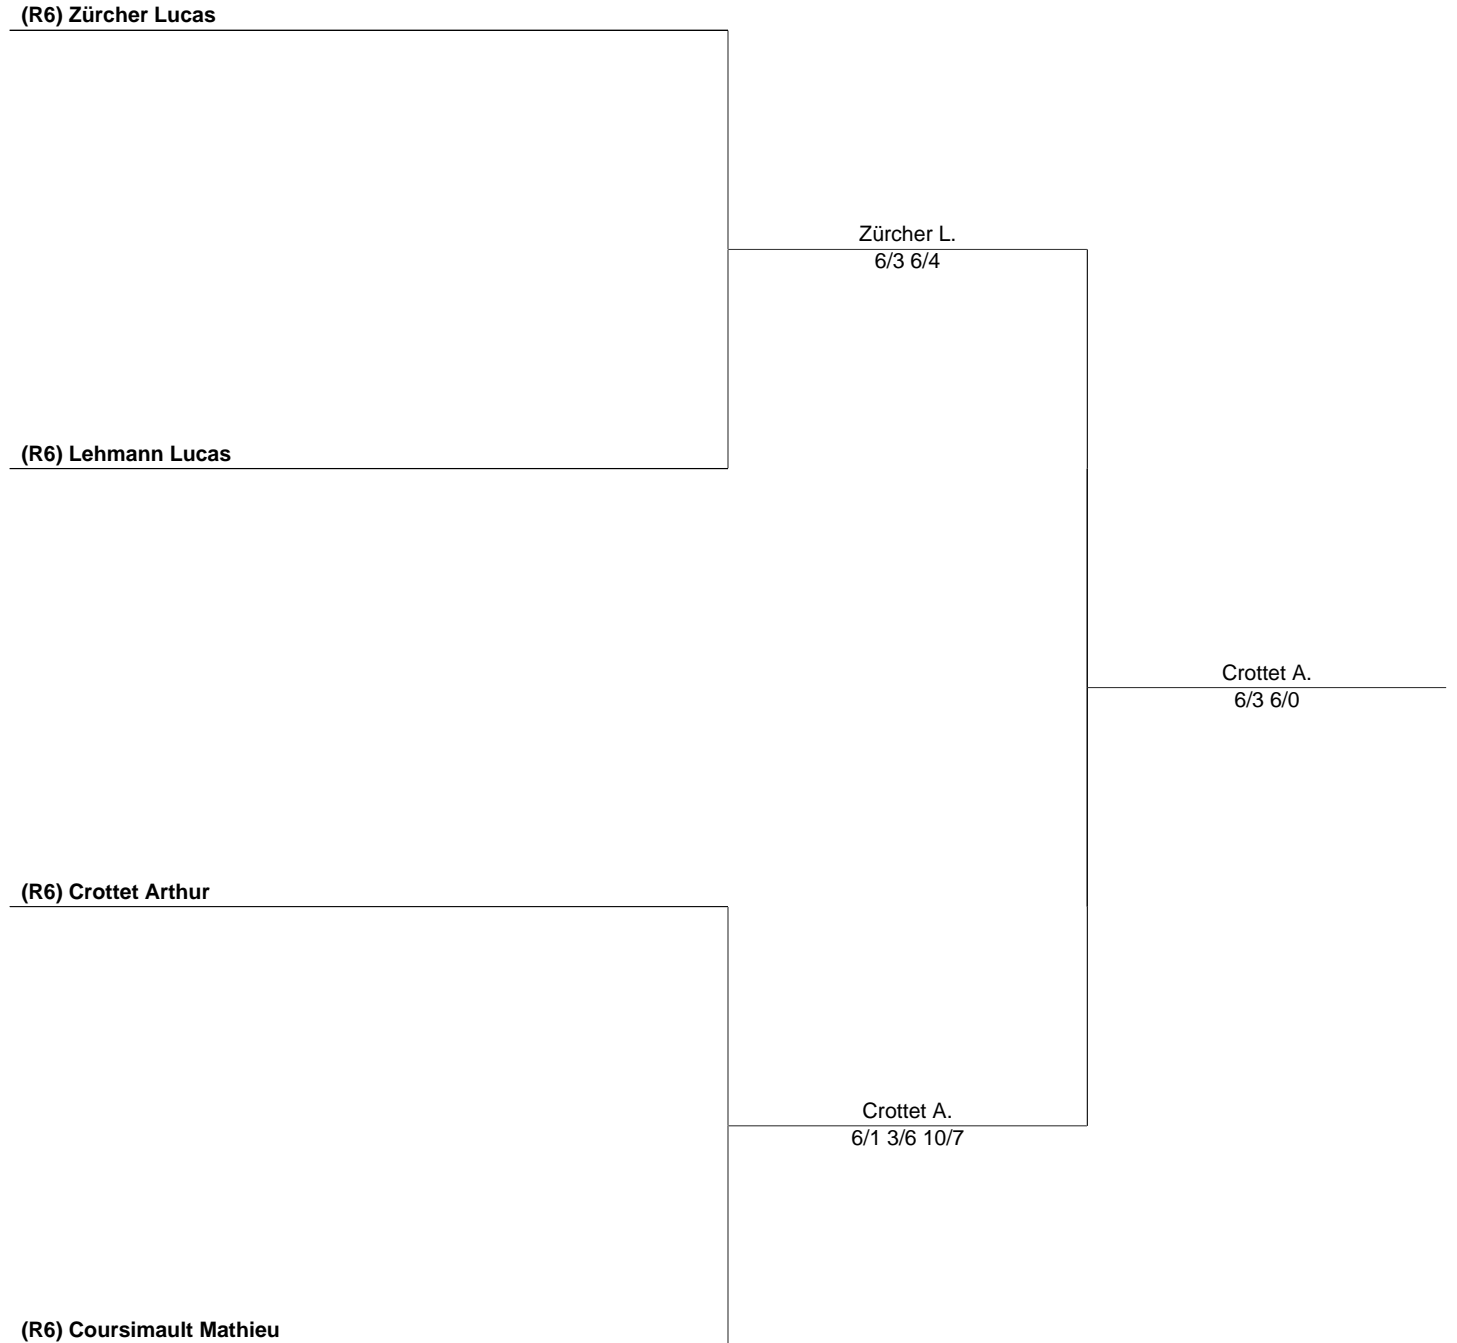 (R6) Zürcher Lucas
Zürcher L.
6/3 6/4
(R6) Lehmann Lucas
Crottet A.
6/3 6/0
(R6) Crottet Arthur
Crottet A.
6/1 3/6 10/7
(R6) Coursimault Mathieu